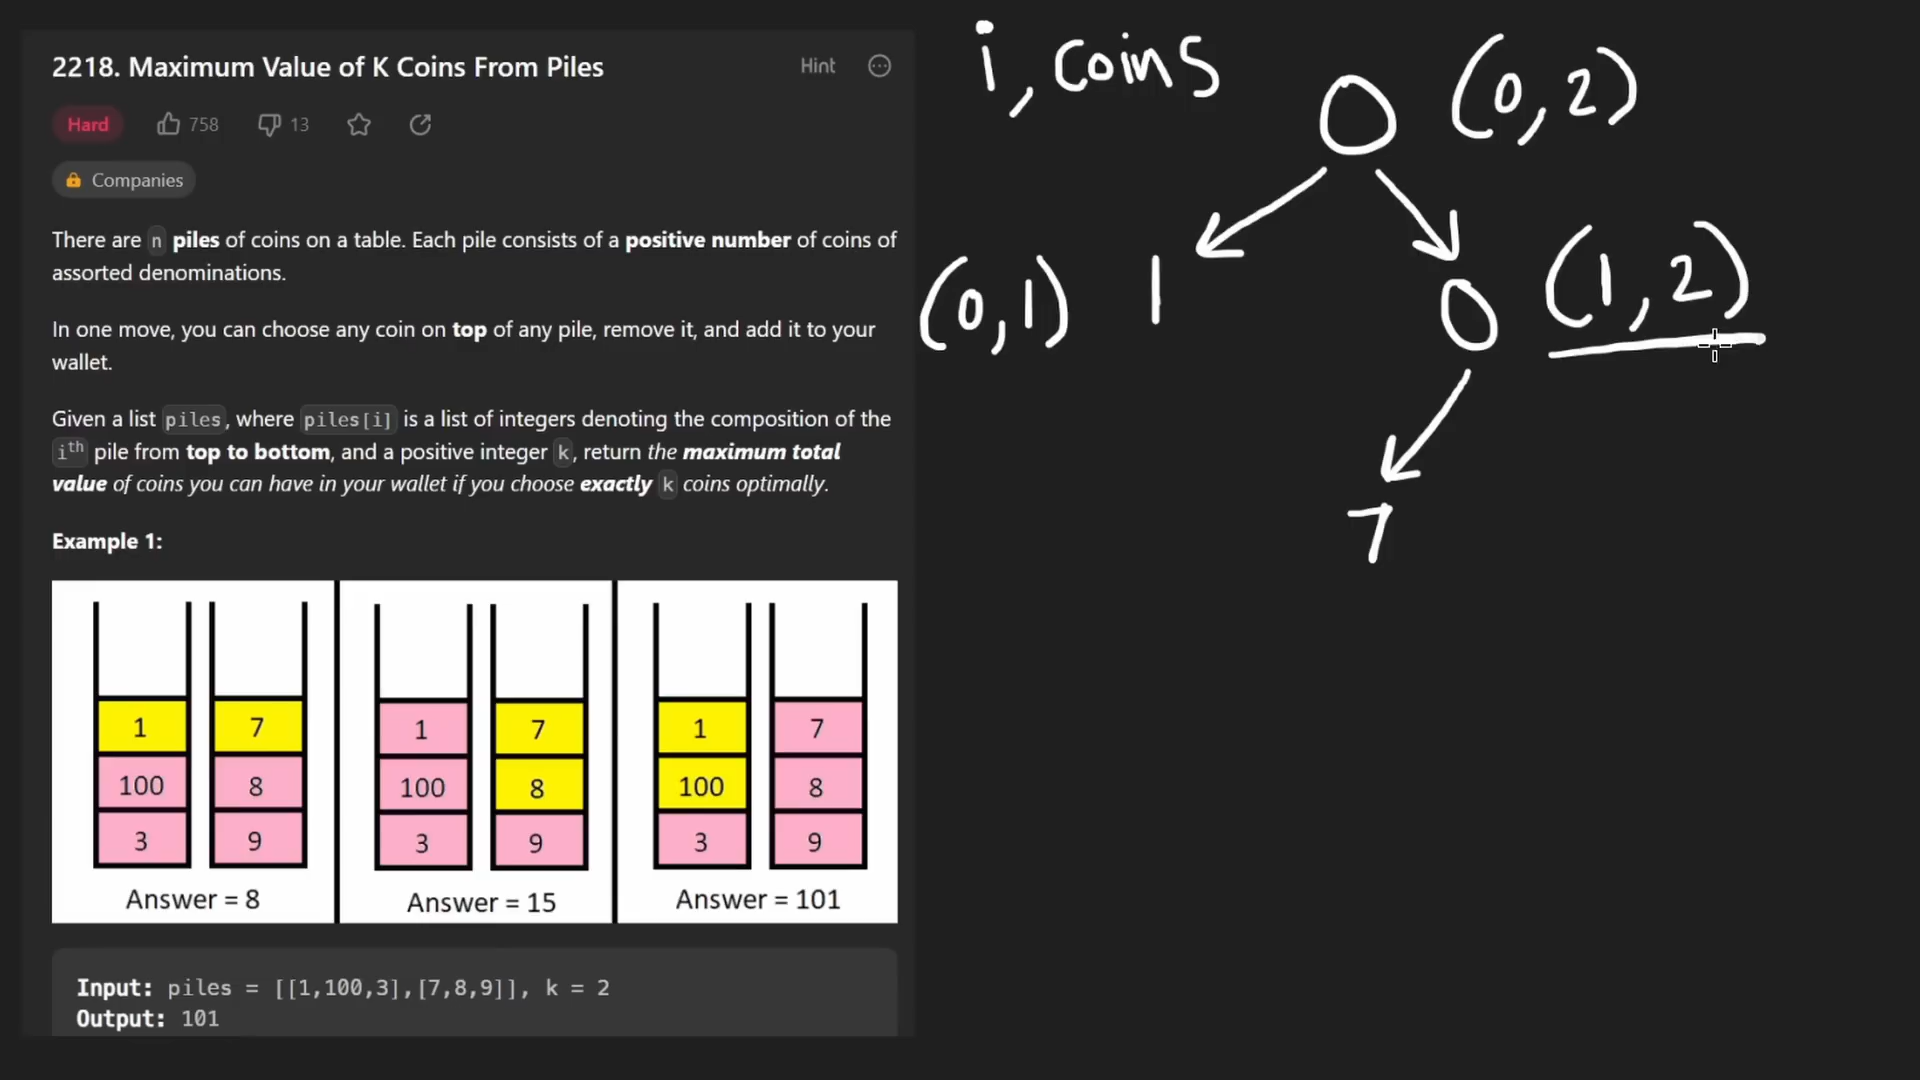 2218. Maximum Value of K Coins From Piles
Hint
Hard 758 13
Companies
There are n piles of coins on a table. Each pile consists of a positive number of coins of
assorted denominations.
In one move, you can choose any coin on top of any pile, remove it, and add it to your
wallet.
Given a list piles, where piles[i] is a list of integers denoting the composition of the
ith pile from top to bottom, and a positive integer k, return the maximum total
value of coins you can have in your wallet if you choose exactly k coins optimally.
Example 1:
1 7
100 8
3 9
Answer = 8
1 7
100 8
3 9
Answer = 15
1 7
100 8
3 9
Answer = 101
Input: piles = [[1,100,3],[7,8,9]], k = 2
Output: 101
i, coins
0 (0,2)
(0,1) 1
0 (1,2)
7